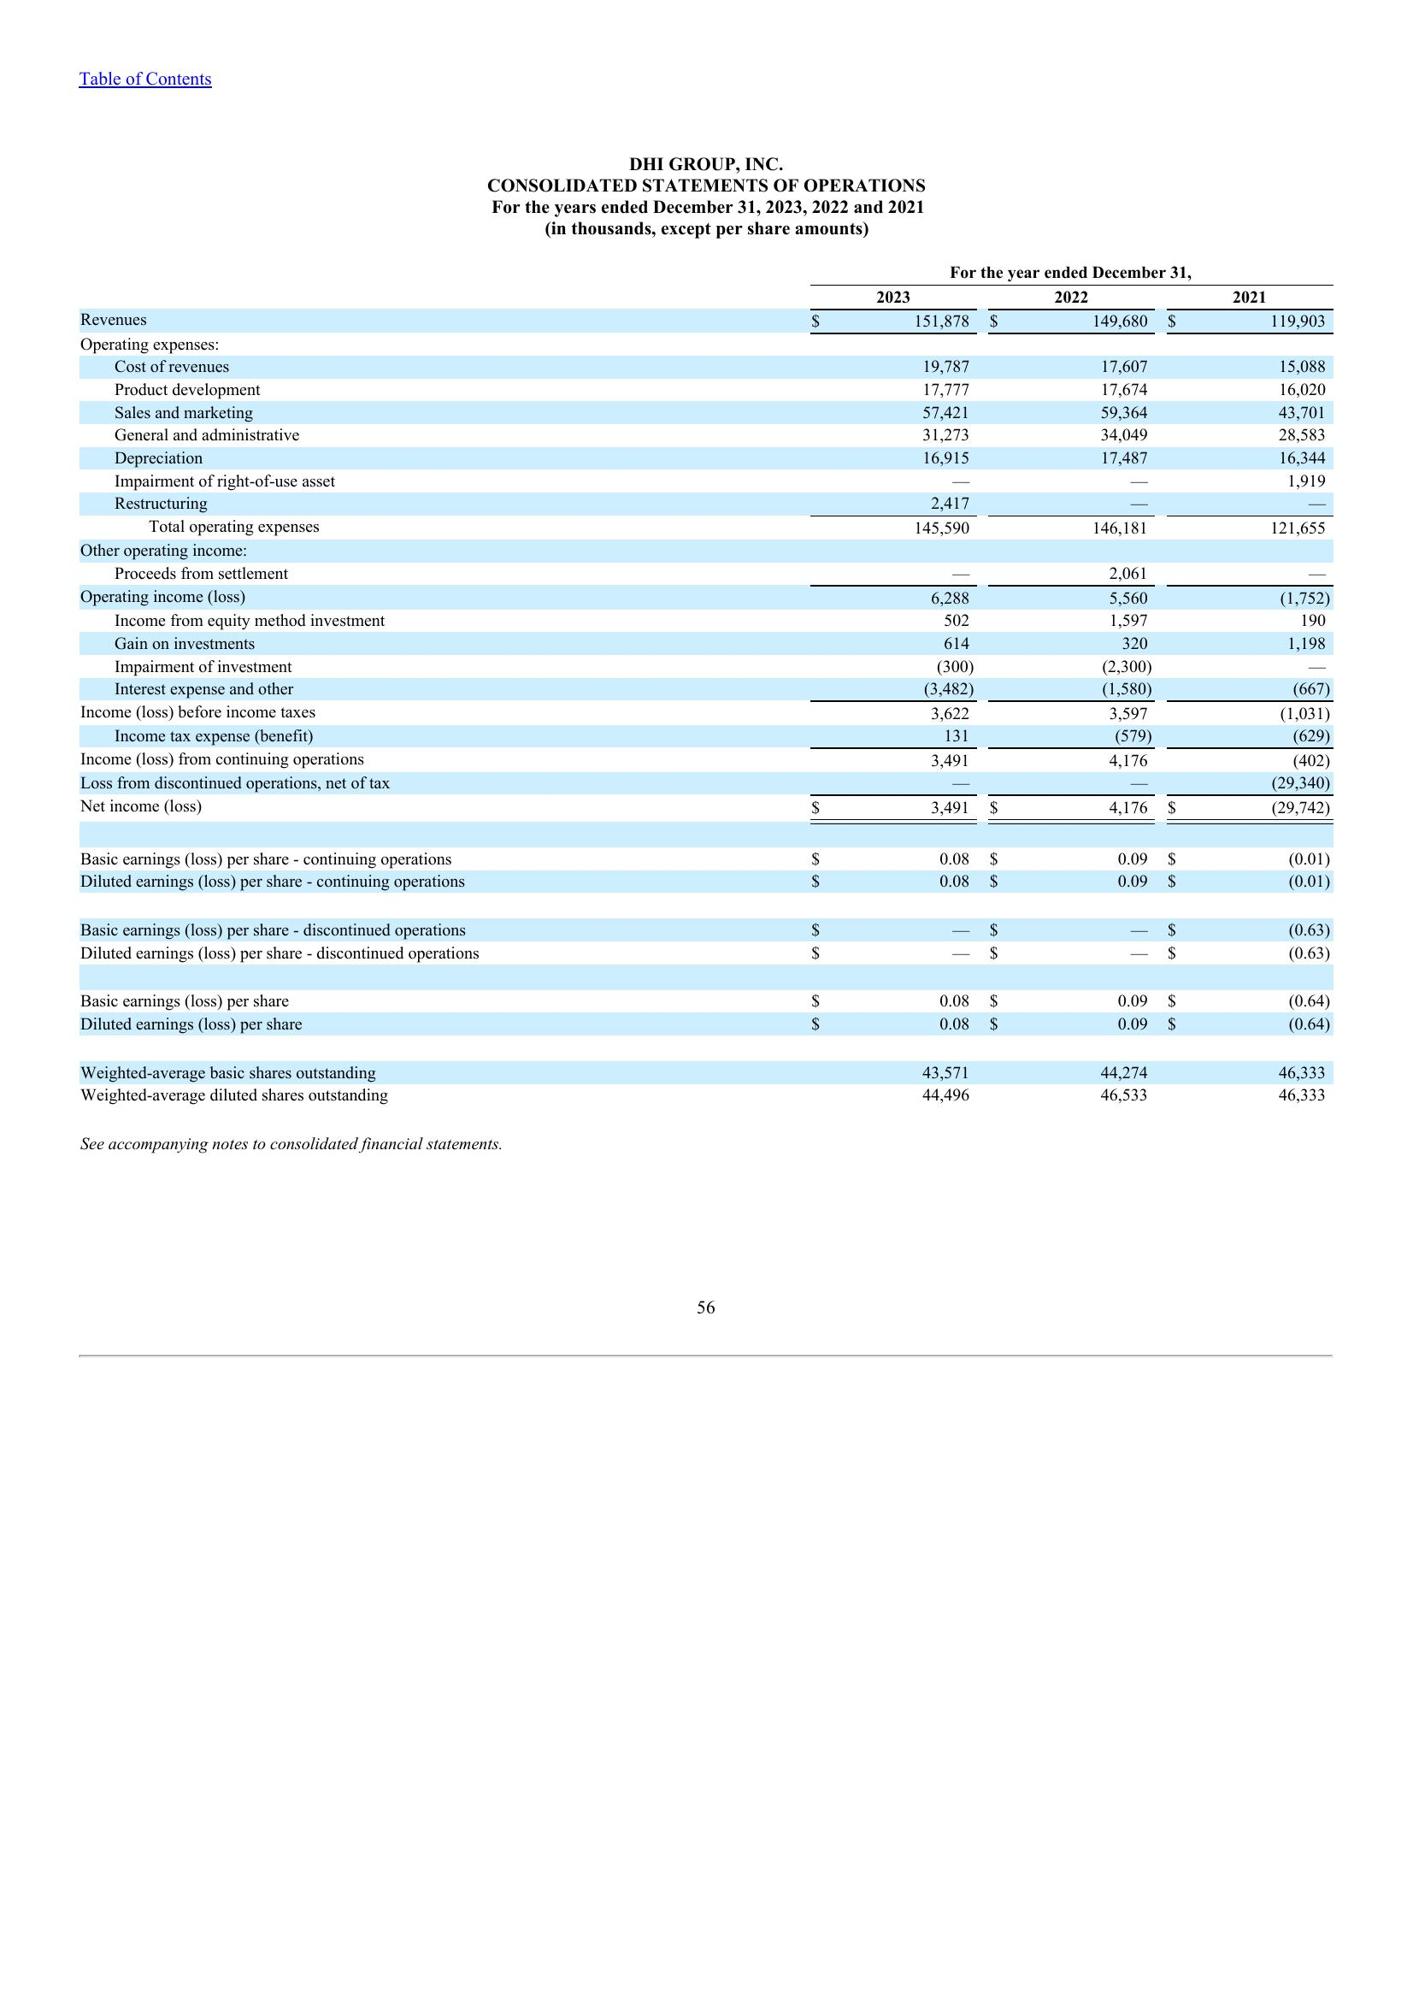 Table of Contents
DHI GROUP, INC.
CONSOLIDATED STATEMENTS OF OPERATIONS
For the years ended December 31, 2023, 2022 and 2021
(in thousands, except per share amounts)
For the year ended December 31,
2023 2022 2021
Revenues $ 151,878 $ 149,680 $ 119,903
Operating expenses:
Cost of revenues 19,787 17,607 15,088
Product development 17,777 17,674 16,020
Sales and marketing 57,421 59,364 43,701
General and administrative 31,273 34,049 28,583
Depreciation 16,915 17,487 16,344
Impairment of right-of-use asset — — 1,919
Restructuring 2,417 — —
Total operating expenses 145,590 146,181 121,655
Other operating income:
Proceeds from settlement — 2,061 —
Operating income (loss) 6,288 5,560 (1,752)
Income from equity method investment 502 1,597 190
Gain on investments 614 320 1,198
Impairment of investment (300) (2,300) —
Interest expense and other (3,482) (1,580) (667)
Income (loss) before income taxes 3,622 3,597 (1,031)
Income tax expense (benefit) 131 (579) (629)
Income (loss) from continuing operations 3,491 4,176 (402)
Loss from discontinued operations, net of tax — — (29,340)
Net income (loss) $ 3,491 $ 4,176 $ (29,742)
Basic earnings (loss) per share - continuing operations $ 0.08 $ 0.09 $ (0.01)
Diluted earnings (loss) per share - continuing operations $ 0.08 $ 0.09 $ (0.01)
Basic earnings (loss) per share - discontinued operations $ — $ — $ (0.63)
Diluted earnings (loss) per share - discontinued operations $ — $ — $ (0.63)
Basic earnings (loss) per share $ 0.08 $ 0.09 $ (0.64)
Diluted earnings (loss) per share $ 0.08 $ 0.09 $ (0.64)
Weighted-average basic shares outstanding 43,571 44,274 46,333
Weighted-average diluted shares outstanding 44,496 46,533 46,333
See accompanying notes to consolidated financial statements.
56